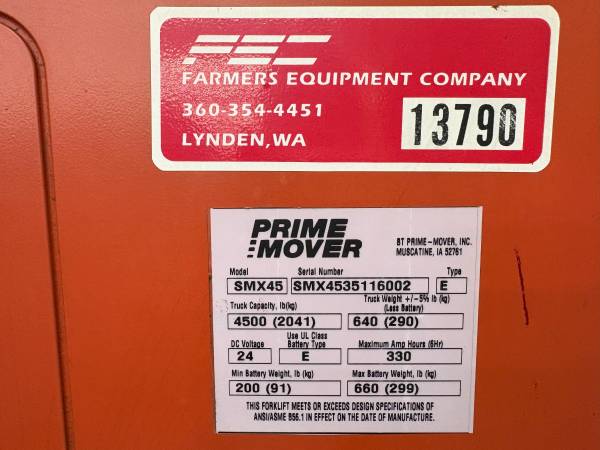 FEC
FARMERS EQUIPMENT COMPANY
360-354-4451
LYNDEN, WA
13790
PRIME
MOVER
BT PRIME-MOVER, INC.
MUSCATINE, IA 52761
Model Serial Number Type
SMX45 SMX4535116002 E
Truck Capacity, lb(kg) Truck Weight +/-5% lb (kg)
(Less Battery)
4500 (2041) 640 (290)
DC Voltage Use UL Class Battery Type Maximum Amp Hours (6Hr)
24 E 330
Min Battery Weight, lb (kg) Max Battery Weight, lb (kg)
200 (91) 660 (299)
THIS FORKLIFT MEETS OR EXCEEDS DESIGN SPECIFICATIONS OF
ANSI/ASME B56.1 IN EFFECT ON THE DATE OF MANUFACTURE.